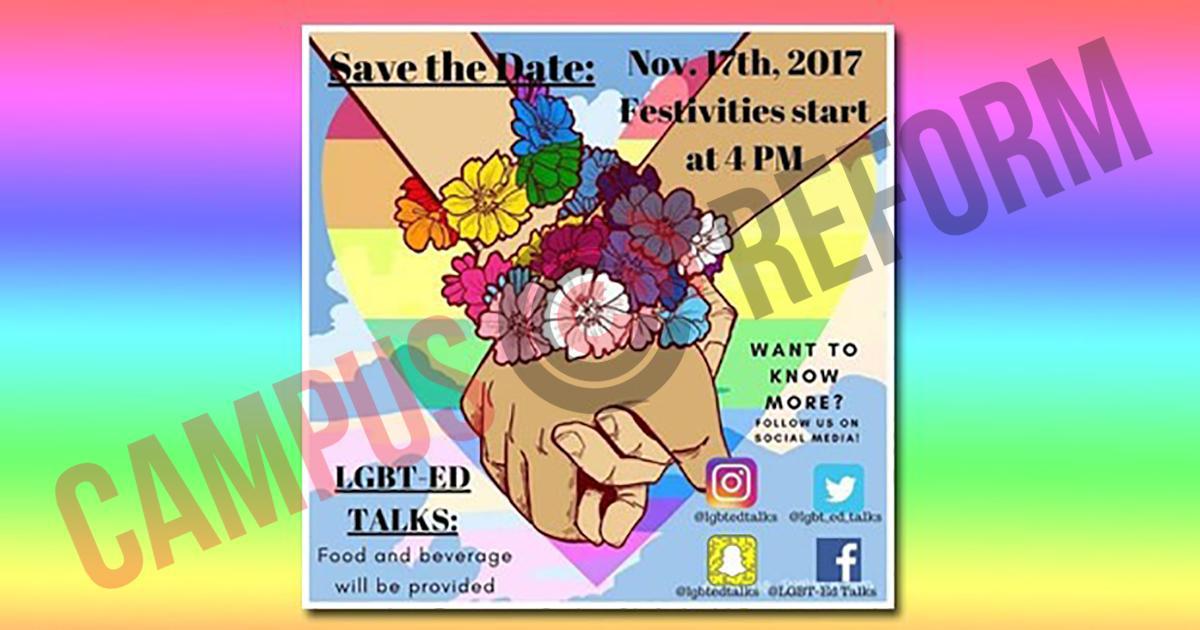 Save the Date:
Nov. 17th, 2017
Festivities start
at 4 PM
WANT TO
KNOW
MORE?
FOLLOW US ON
SOCIAL MEDIA!
@lgbtedtalks @lgbt_ed_talks
@lgbtedtalks @LGBT-Ed Talks
LGBT-ED
TALKS:
Food and beverage
will be provided
CAMPUS REFORM